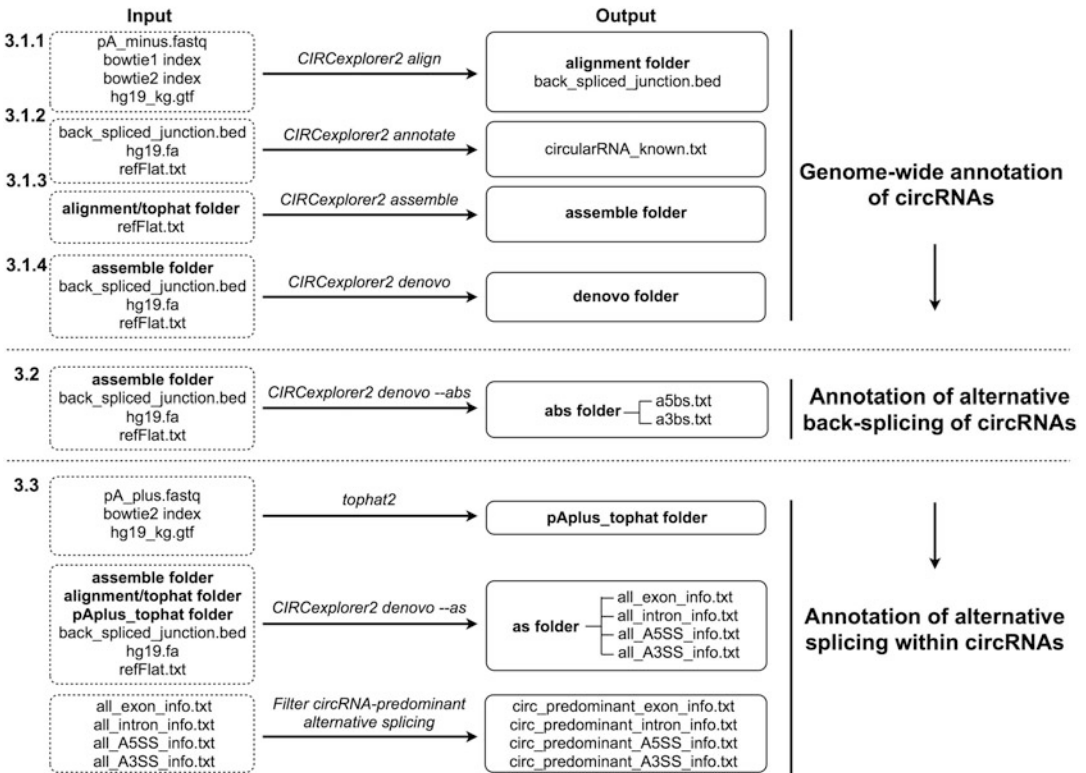 Input
Output
3.1.1
pA_minus.fastq
bowtie1 index
bowtie2 index
hg19_kg.gtf
CIRCexplorer2 align
alignment folder
back_spliced_junction.bed
3.1.2
back_spliced_junction.bed
hg19.fa
refFlat.txt
CIRCexplorer2 annotate
circularRNA_known.txt
3.1.3
alignment/tophat folder
refFlat.txt
CIRCexplorer2 assemble
assemble folder
3.1.4
assemble folder
back_spliced_junction.bed
hg19.fa
refFlat.txt
CIRCexplorer2 denovo
denovo folder
Genome-wide annotation
of circRNAs
3.2
assemble folder
back_spliced_junction.bed
hg19.fa
refFlat.txt
CIRCexplorer2 denovo --abs
abs folder
a5bs.txt
a3bs.txt
Annotation of alternative
back-splicing of circRNAs
3.3
pA_plus.fastq
bowtie2 index
hg19_kg.gtf
tophat2
pAplus_tophat folder
assemble folder
alignment/tophat folder
pAplus_tophat folder
back_spliced_junction.bed
hg19.fa
refFlat.txt
CIRCexplorer2 denovo --as
as folder
all_exon_info.txt
all_intron_info.txt
all_A5SS_info.txt
all_A3SS_info.txt
all_exon_info.txt
all_intron_info.txt
all_A5SS_info.txt
all_A3SS_info.txt
Filter circRNA-predominant
alternative splicing
circ_predominant_exon_info.txt
circ_predominant_intron_info.txt
circ_predominant_A5SS_info.txt
circ_predominant_A3SS_info.txt
Annotation of alternative
splicing within circRNAs